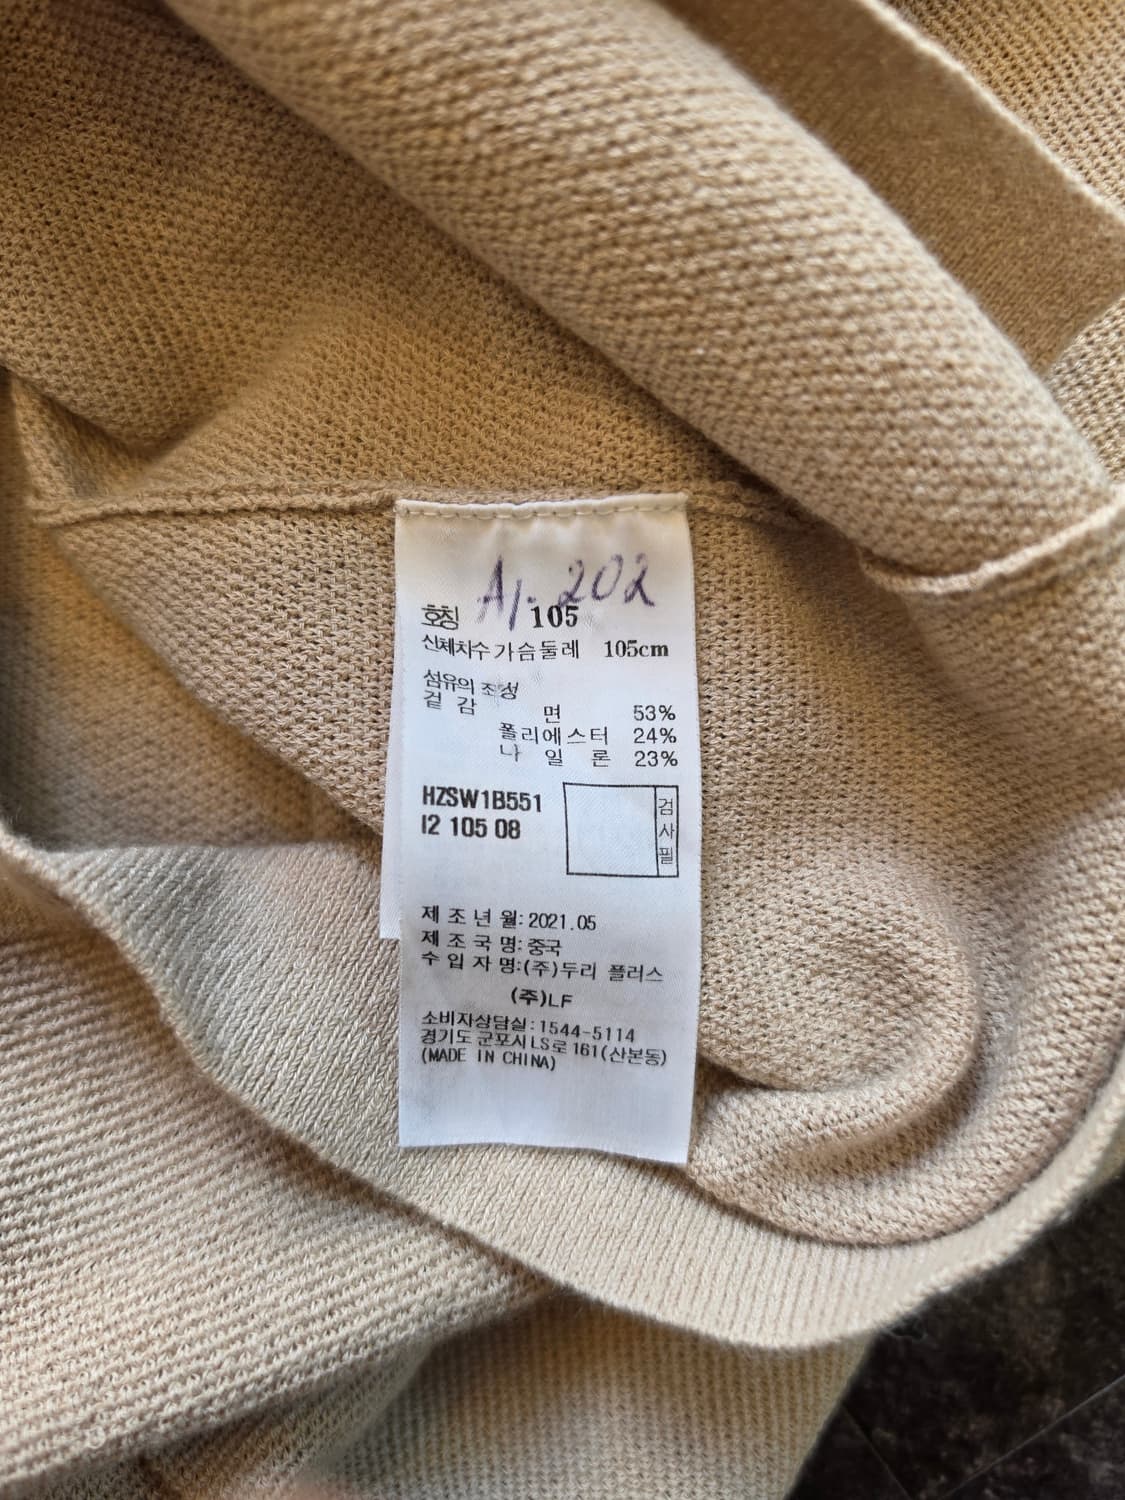 A1. 202
호칭 105
신체치수 가슴둘레 105cm
섬유의 조성
겉 감 면 53%
폴리에스터 24%
나 일 론 23%
HZSW1B551
I2 105 08
검사필
제 조 년 월: 2021.05
제 조 국 명: 중국
수 입 자 명:(주)두리 플러스
(주)LF
소비자상담실: 1544-5114
경기도 군포시 LS로 161(산본동)
(MADE IN CHINA)